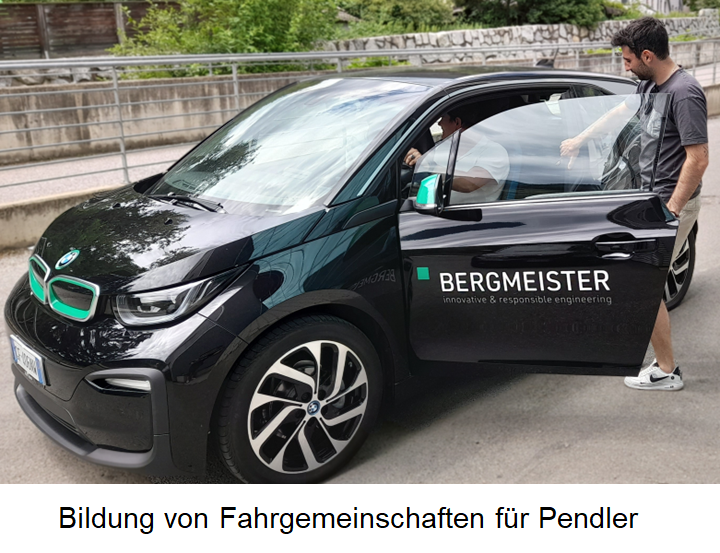 BERGMEISTER
innovative & responsible engineering
Bildung von Fahrgemeinschaften für Pendler